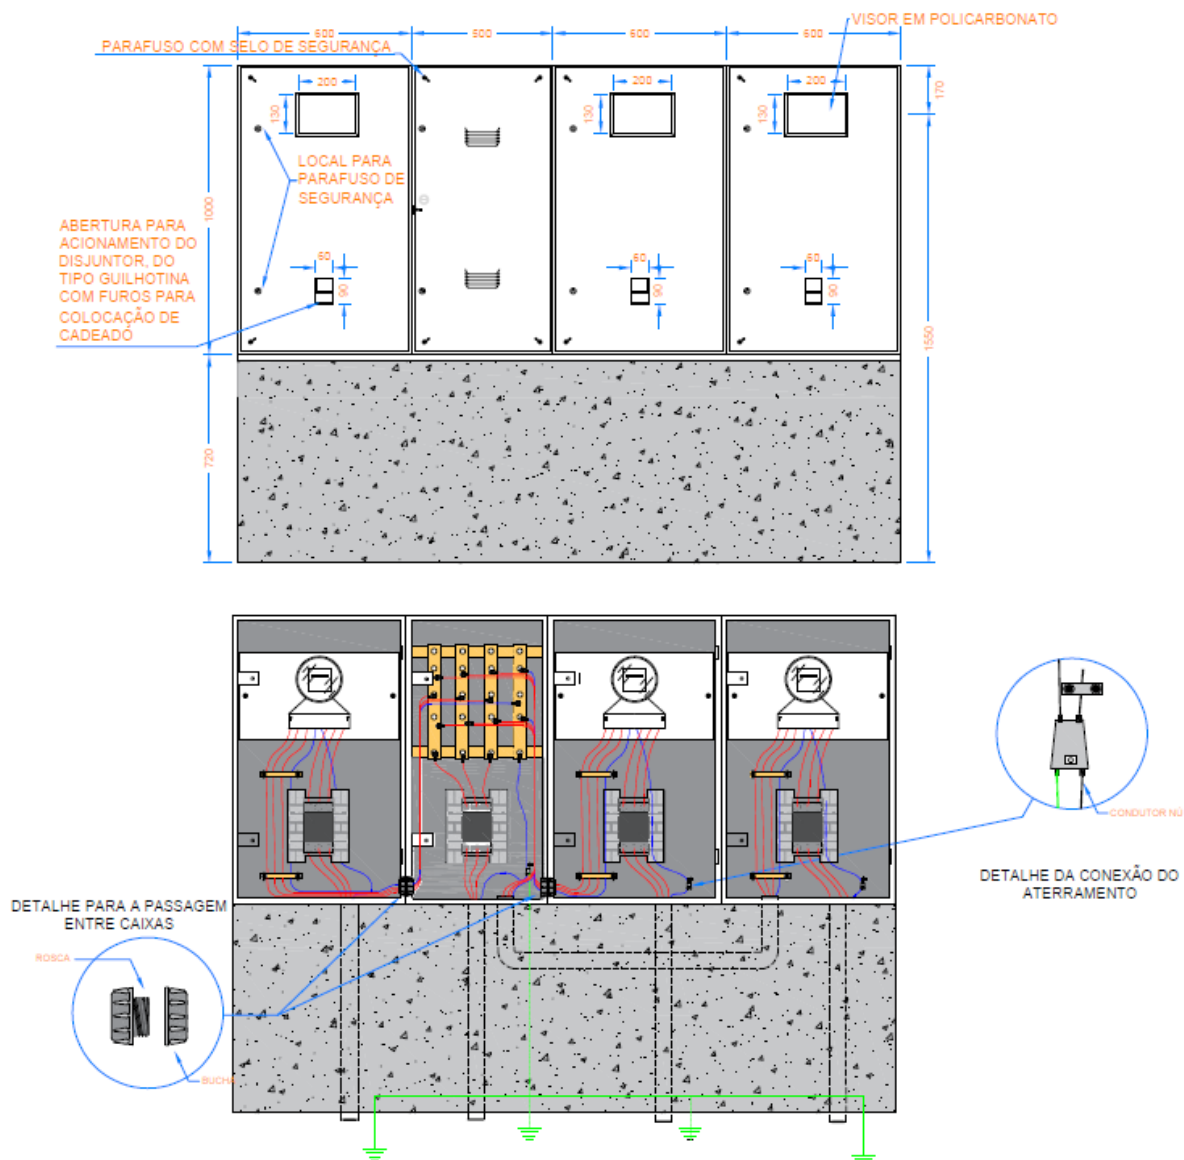 VISOR EM POLICARBONATO
600
500
600
600
PARAFUSO COM SELO DE SEGURANÇA
200
200
200
170
130
130
130
LOCAL PARA
PARAFUSO DE
SEGURANÇA
1000
ABERTURA PARA
ACIONAMENTO DO
DISJUNTOR, DO
TIPO GUILHOTINA
COM FUROS PARA
COLOCAÇÃO DE
CADEADO
60
60
60
90
90
90
1550
720
CONDUTOR NÚ
DETALHE DA CONEXÃO DO
ATERRAMENTO
DETALHE PARA A PASSAGEM
ENTRE CAIXAS
ROSCA
BUCHA